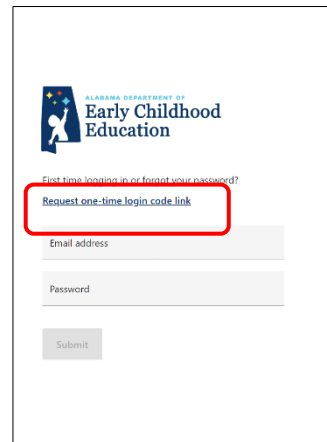 ALABAMA DEPARTMENT OF
Early Childhood
Education
First time logging in or forgot your password?
Request one-time login code link
Email address
Password
Submit